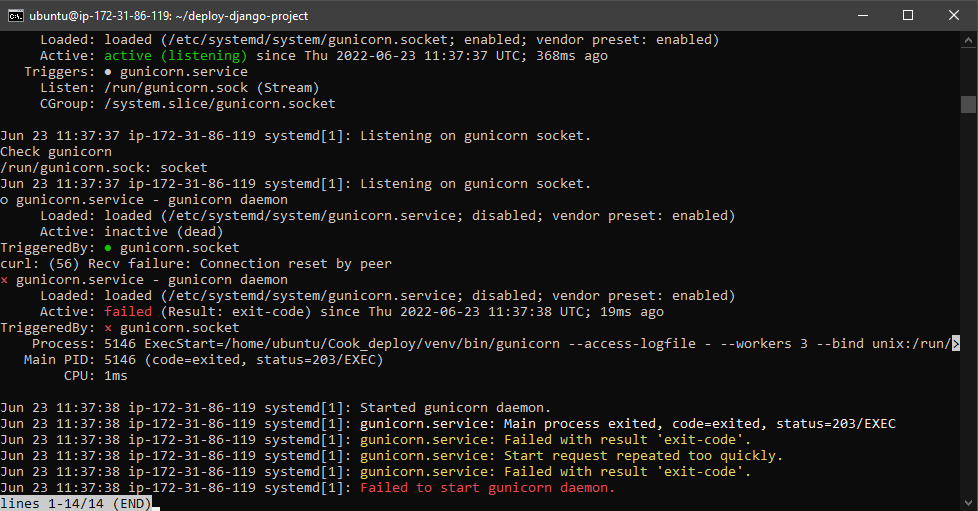 ubuntu@ip-172-31-86-119: ~/deploy-django-project
Loaded: loaded (/etc/systemd/system/gunicorn.socket; enabled; vendor preset: enabled)
Active: active (listening) since Thu 2022-06-23 11:37:37 UTC; 368ms ago
Triggers: ● gunicorn.service
Listen: /run/gunicorn.sock (Stream)
CGroup: /system.slice/gunicorn.socket
Jun 23 11:37:37 ip-172-31-86-119 systemd[1]: Listening on gunicorn socket.
Check gunicorn
/run/gunicorn.sock: socket
Jun 23 11:37:37 ip-172-31-86-119 systemd[1]: Listening on gunicorn socket.
○ gunicorn.service - gunicorn daemon
Loaded: loaded (/etc/systemd/system/gunicorn.service; disabled; vendor preset: enabled)
Active: inactive (dead)
TriggeredBy: ● gunicorn.socket
curl: (56) Recv failure: Connection reset by peer
× gunicorn.service - gunicorn daemon
Loaded: loaded (/etc/systemd/system/gunicorn.service; disabled; vendor preset: enabled)
Active: failed (Result: exit-code) since Thu 2022-06-23 11:37:38 UTC; 19ms ago
TriggeredBy: × gunicorn.socket
Process: 5146 ExecStart=/home/ubuntu/Cook_deploy/venv/bin/gunicorn --access-logfile - --workers 3 --bind unix:/run/>
Main PID: 5146 (code=exited, status=203/EXEC)
CPU: 1ms
Jun 23 11:37:38 ip-172-31-86-119 systemd[1]: Started gunicorn daemon.
Jun 23 11:37:38 ip-172-31-86-119 systemd[1]: gunicorn.service: Main process exited, code=exited, status=203/EXEC
Jun 23 11:37:38 ip-172-31-86-119 systemd[1]: gunicorn.service: Failed with result 'exit-code'.
Jun 23 11:37:38 ip-172-31-86-119 systemd[1]: gunicorn.service: Start request repeated too quickly.
Jun 23 11:37:38 ip-172-31-86-119 systemd[1]: gunicorn.service: Failed with result 'exit-code'.
Jun 23 11:37:38 ip-172-31-86-119 systemd[1]: Failed to start gunicorn daemon.
lines 1-14/14 (END)